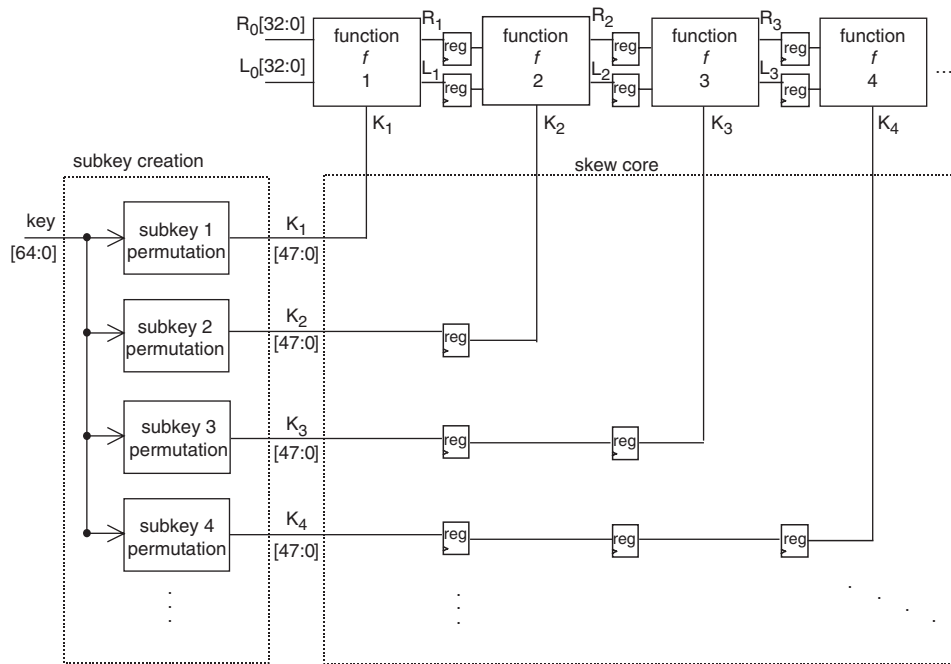 R0[32:0]
L0[32:0]
function
f
1
R1
L1
reg
reg
function
f
2
R2
L2
reg
reg
function
f
3
R3
L3
reg
reg
function
f
4
...
K1
K2
K3
K4
subkey creation
skew core
key
[64:0]
subkey 1
permutation
K1
[47:0]
subkey 2
permutation
K2
[47:0]
reg
subkey 3
permutation
K3
[47:0]
reg
reg
subkey 4
permutation
K4
[47:0]
reg
reg
reg